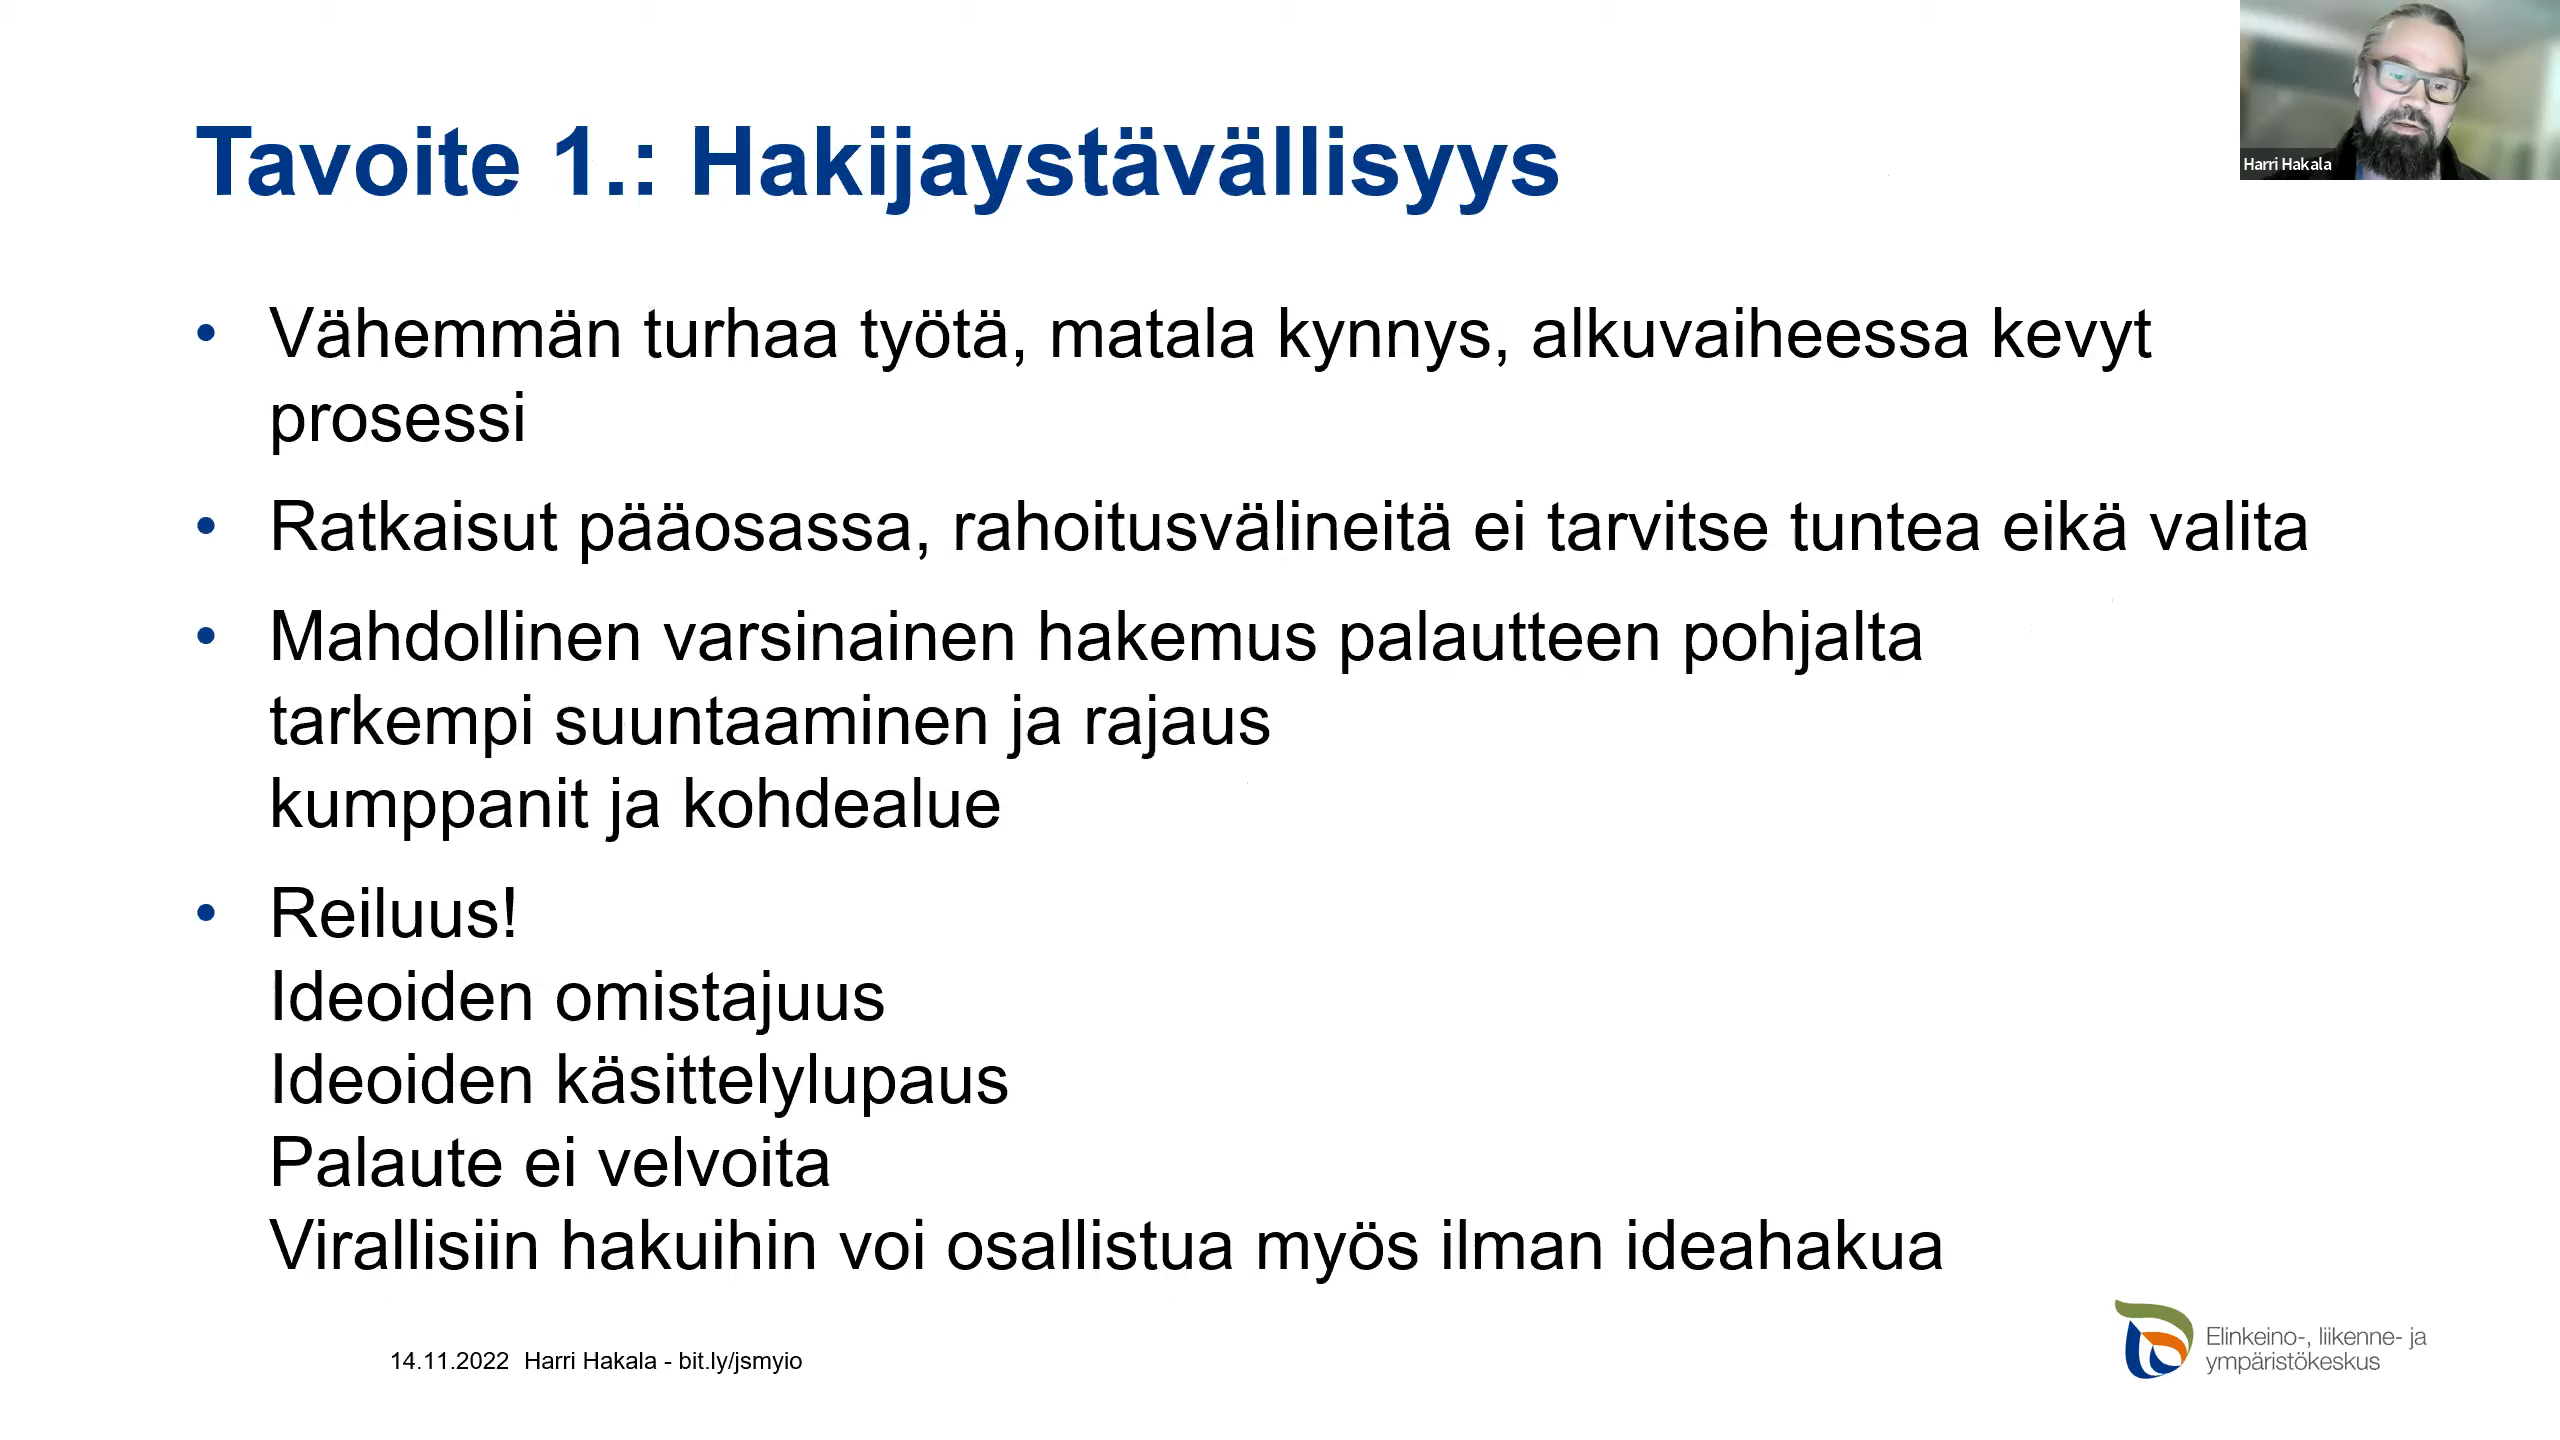 Harri Hakala
Tavoite 1.: Hakijaystävällisyys
• Vähemmän turhaa työtä, matala kynnys, alkuvaiheessa kevyt
prosessi
• Ratkaisut pääosassa, rahoitusvälineitä ei tarvitse tuntea eikä valita
• Mahdollinen varsinainen hakemus palautteen pohjalta
tarkempi suuntaaminen ja rajaus
kumppanit ja kohdealue
• Reiluus!
Ideoiden omistajuus
Ideoiden käsittelylupaus
Palaute ei velvoita
Virallisiin hakuihin voi osallistua myös ilman ideahakua
14.11.2022 Harri Hakala - bit.ly/jsmyio
Elinkeino-, liikenne- ja
ympäristökeskus